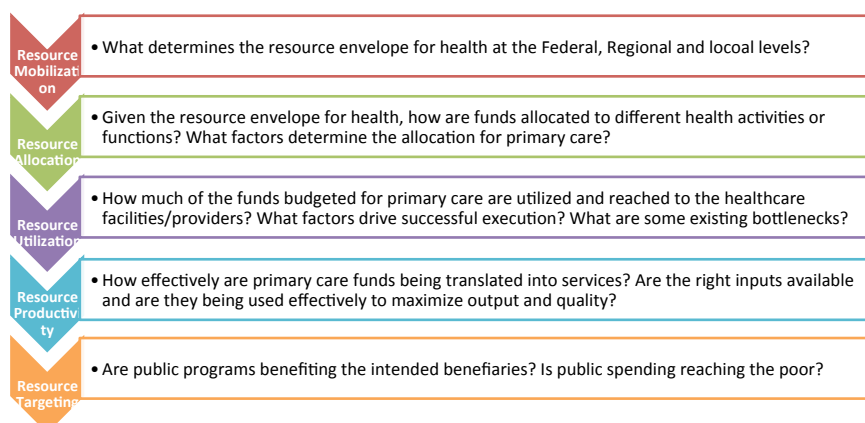 Resource
Mobilizati
on
• What determines the resource envelope for health at the Federal, Regional and locoal levels?
Resource
Allocation
• Given the resource envelope for health, how are funds allocated to different health activities or
functions? What factors determine the allocation for primary care?
Resource
Utilization
• How much of the funds budgeted for primary care are utilized and reached to the healthcare
facilities/providers? What factors drive successful execution? What are some existing bottlenecks?
Resource
Productivi
ty
• How effectively are primary care funds being translated into services? Are the right inputs available
and are they being used effectively to maximize output and quality?
Resource
Targeting
• Are public programs benefiting the intended benefiaries? Is public spending reaching the poor?